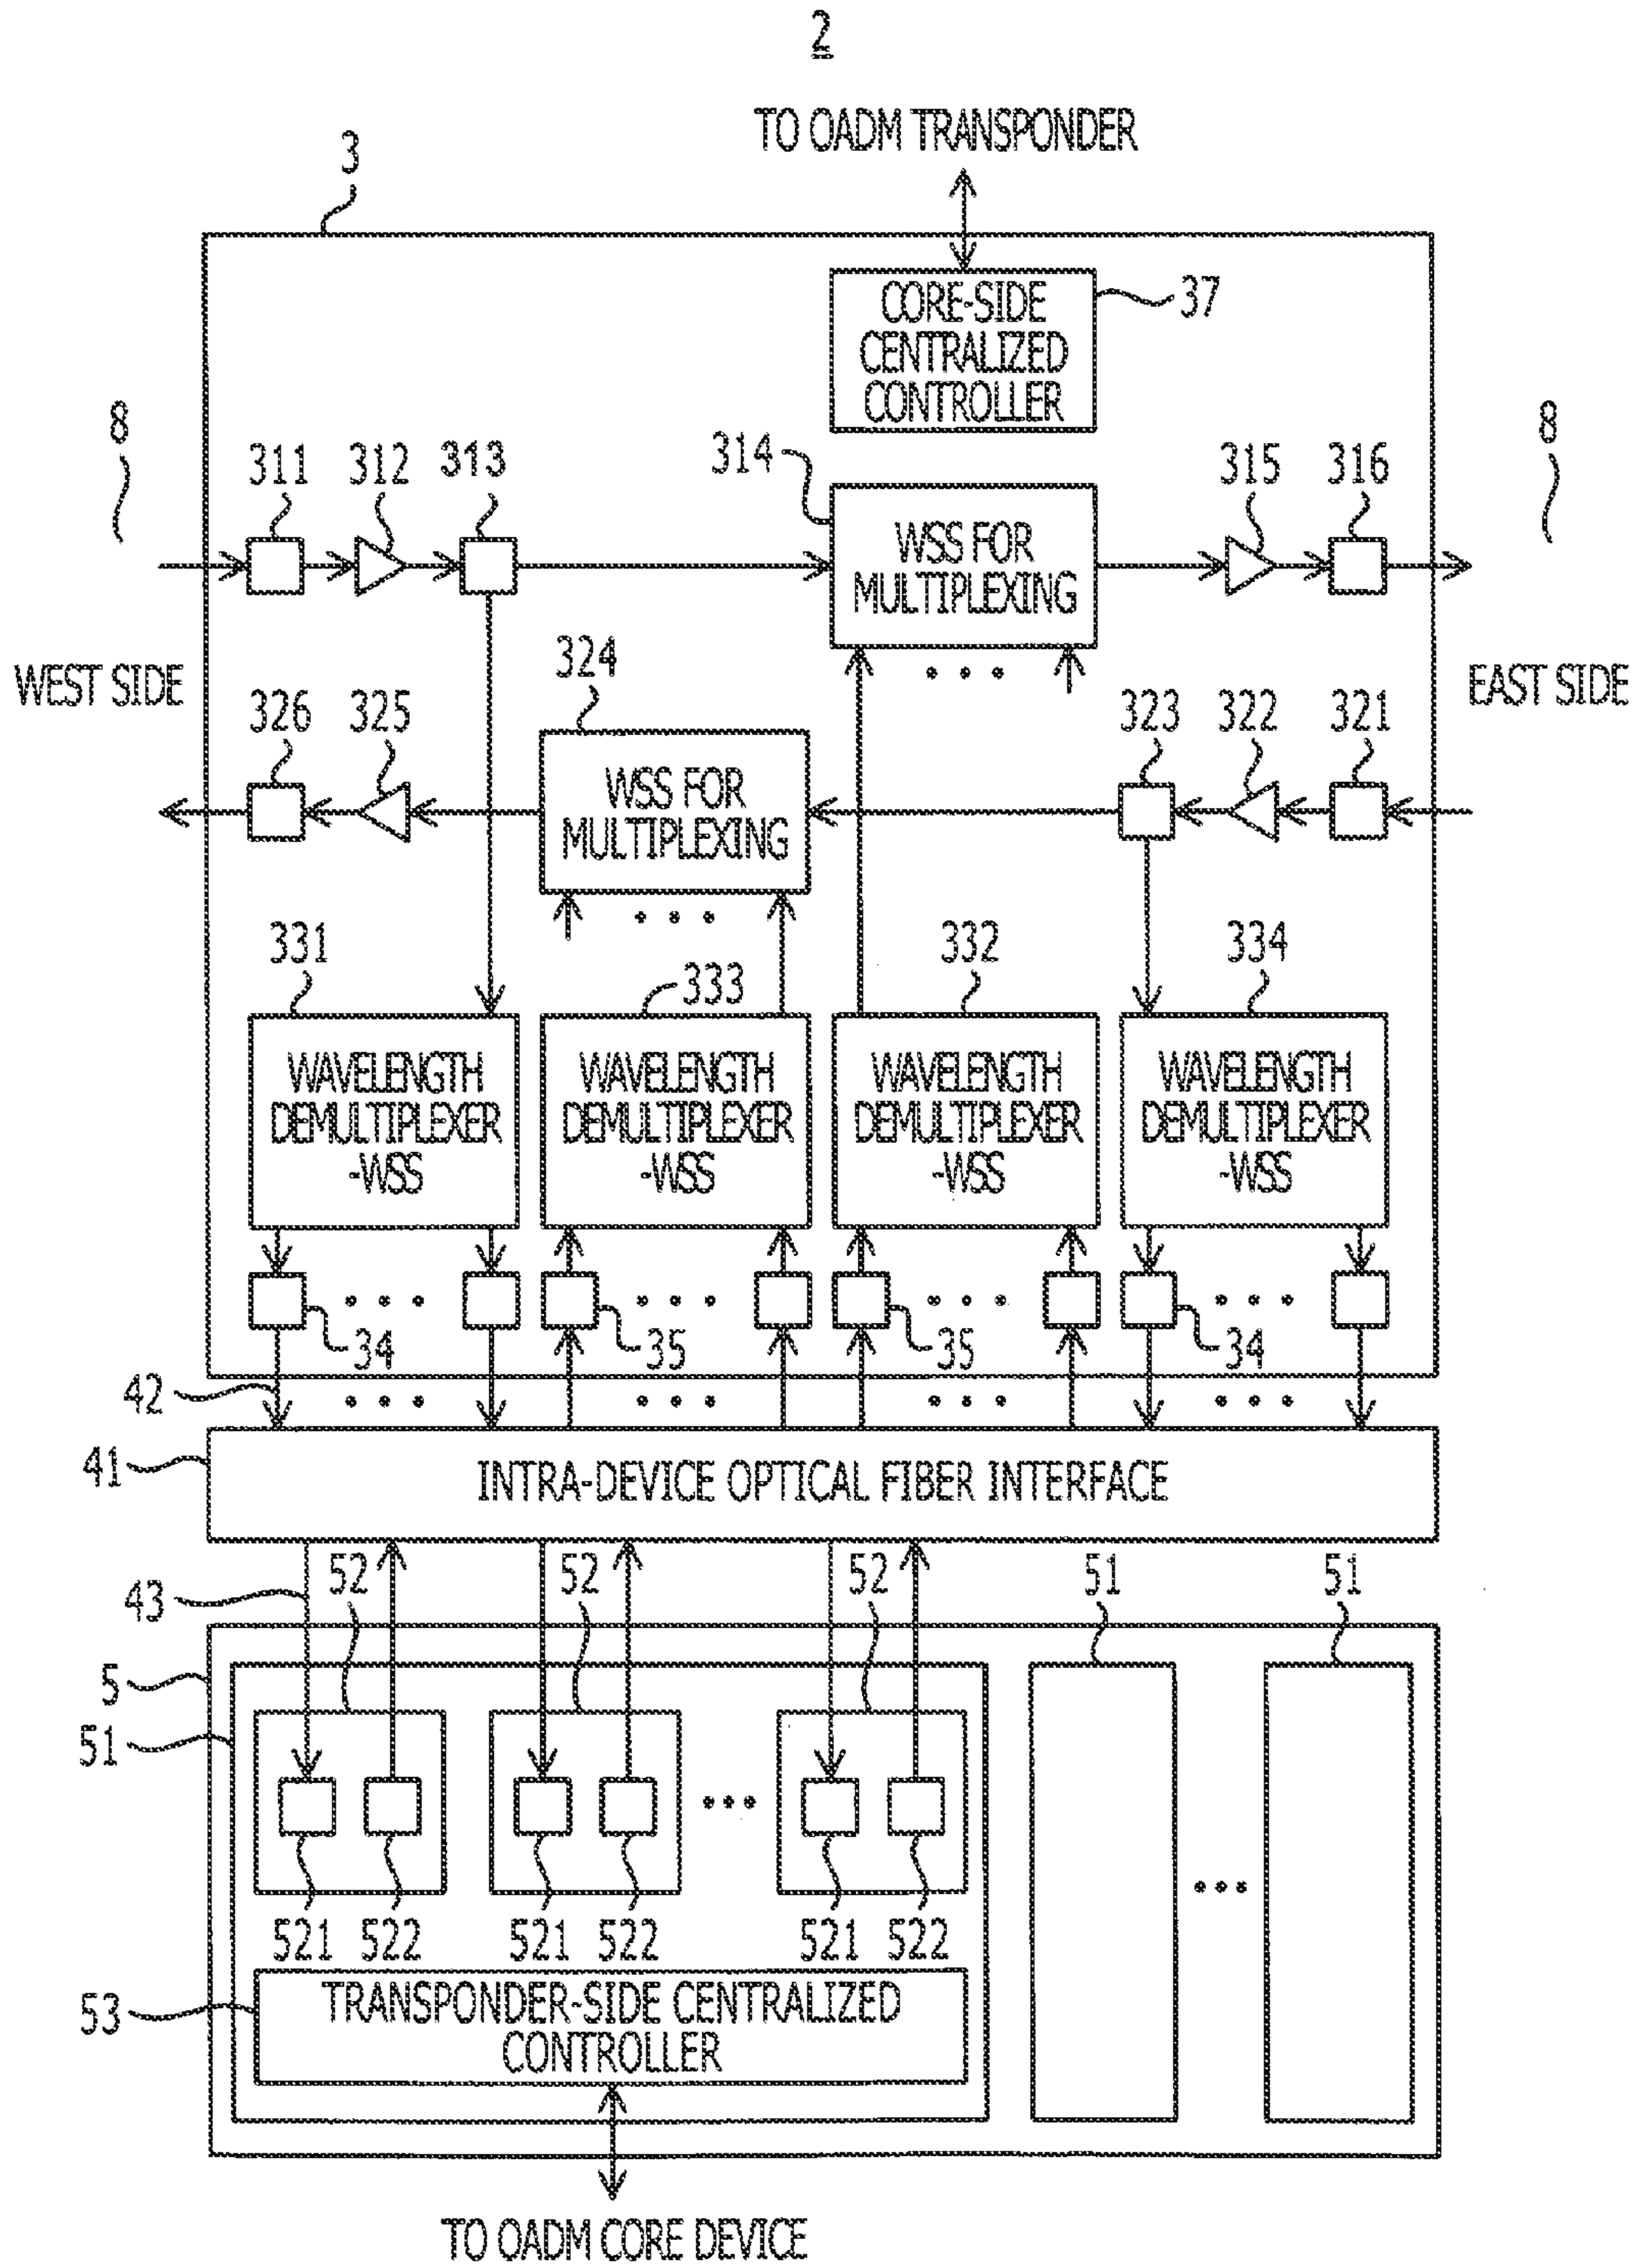 2
TO OADM TRANSPONDER
3
CORE-SIDE
CENTRALIZED
CONTROLLER
37
8
311
312
313
314
WSS FOR
MULTIPLEXING
315
316
8
WEST SIDE
EAST SIDE
326
325
324
WSS FOR
MULTIPLEXING
323
322
321
331
333
332
334
WAVELENGTH
DEMULTIPLEXER
-WSS
WAVELENGTH
DEMULTIPLEXER
-WSS
WAVELENGTH
DEMULTIPLEXER
-WSS
WAVELENGTH
DEMULTIPLEXER
-WSS
34
35
35
34
42
41
INTRA-DEVICE OPTICAL FIBER INTERFACE
43
52
52
52
51
51
5
51
521
522
521
522
521
522
53
TRANSPONDER-SIDE CENTRALIZED
CONTROLLER
TO OADM CORE DEVICE